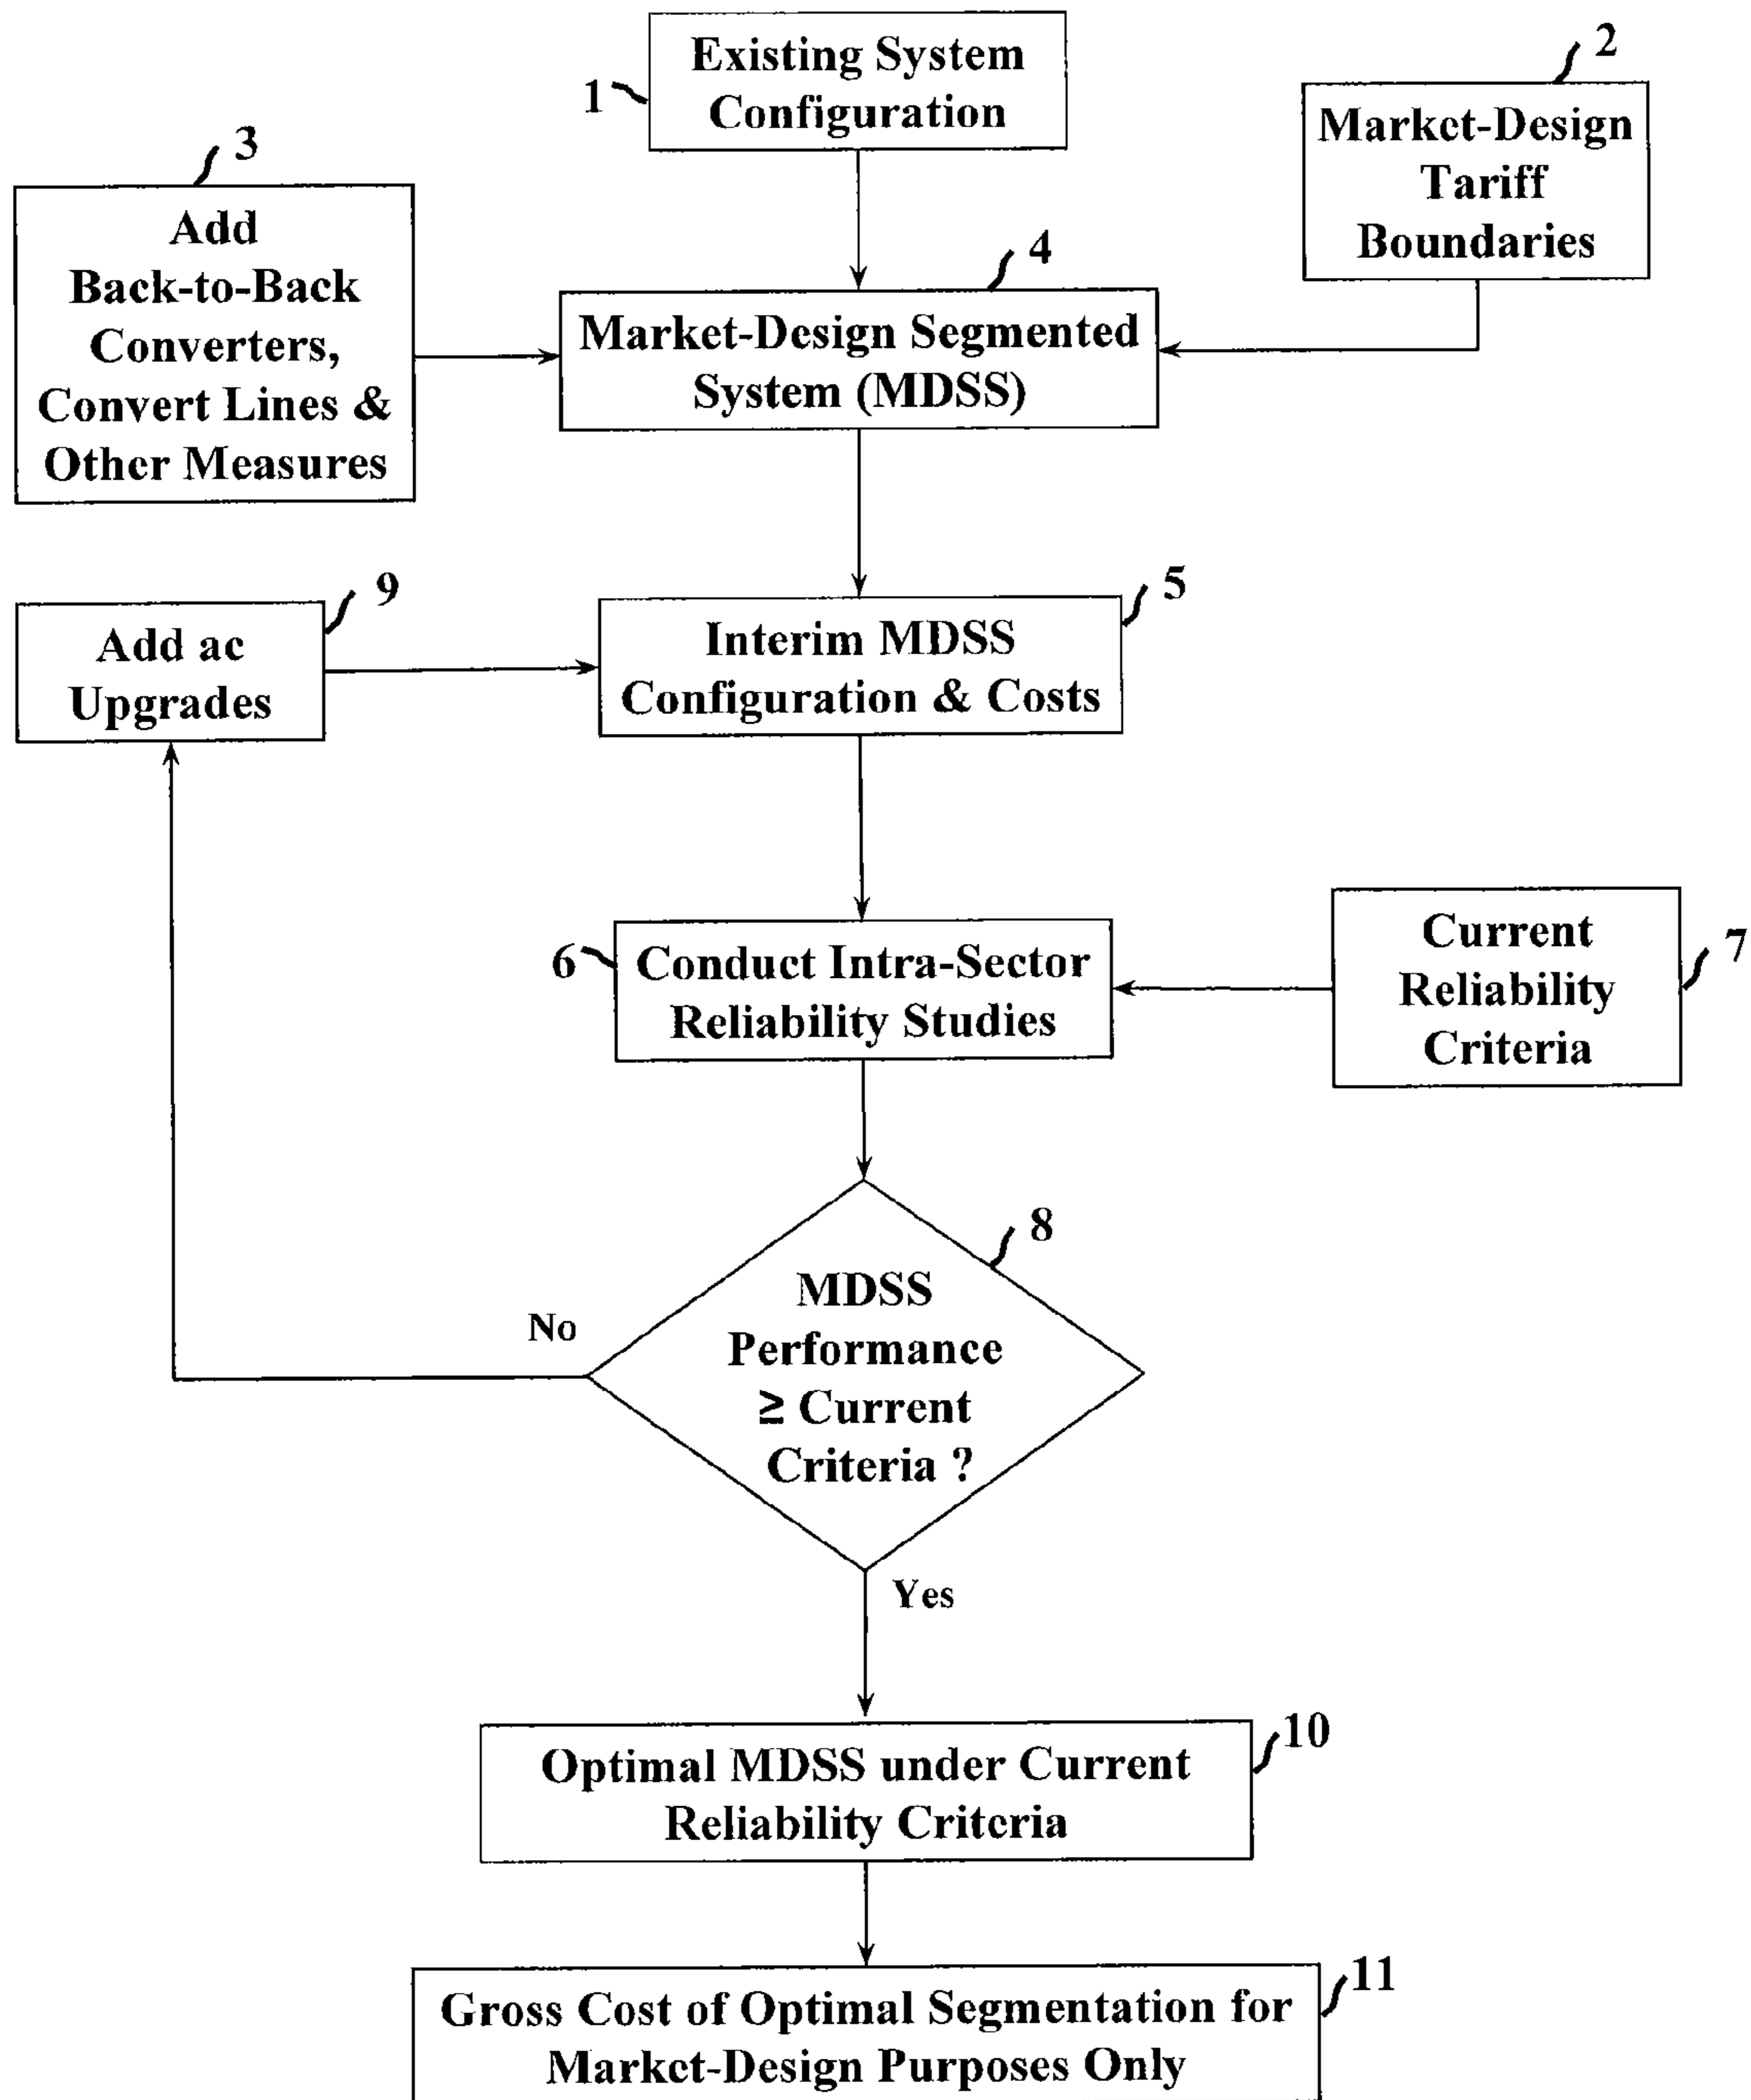 1
Existing System
Configuration
2
Market-Design
Tariff
Boundaries
3
Add
Back-to-Back
Converters,
Convert Lines &
Other Measures
4
Market-Design Segmented
System (MDSS)
9
Add ac
Upgrades
5
Interim MDSS
Configuration & Costs
6
Conduct Intra-Sector
Reliability Studies
7
Current
Reliability
Criteria
8
MDSS
Performance
≥ Current
Criteria ?
No
Yes
10
Optimal MDSS under Current
Reliability Criteria
11
Gross Cost of Optimal Segmentation for
Market-Design Purposes Only